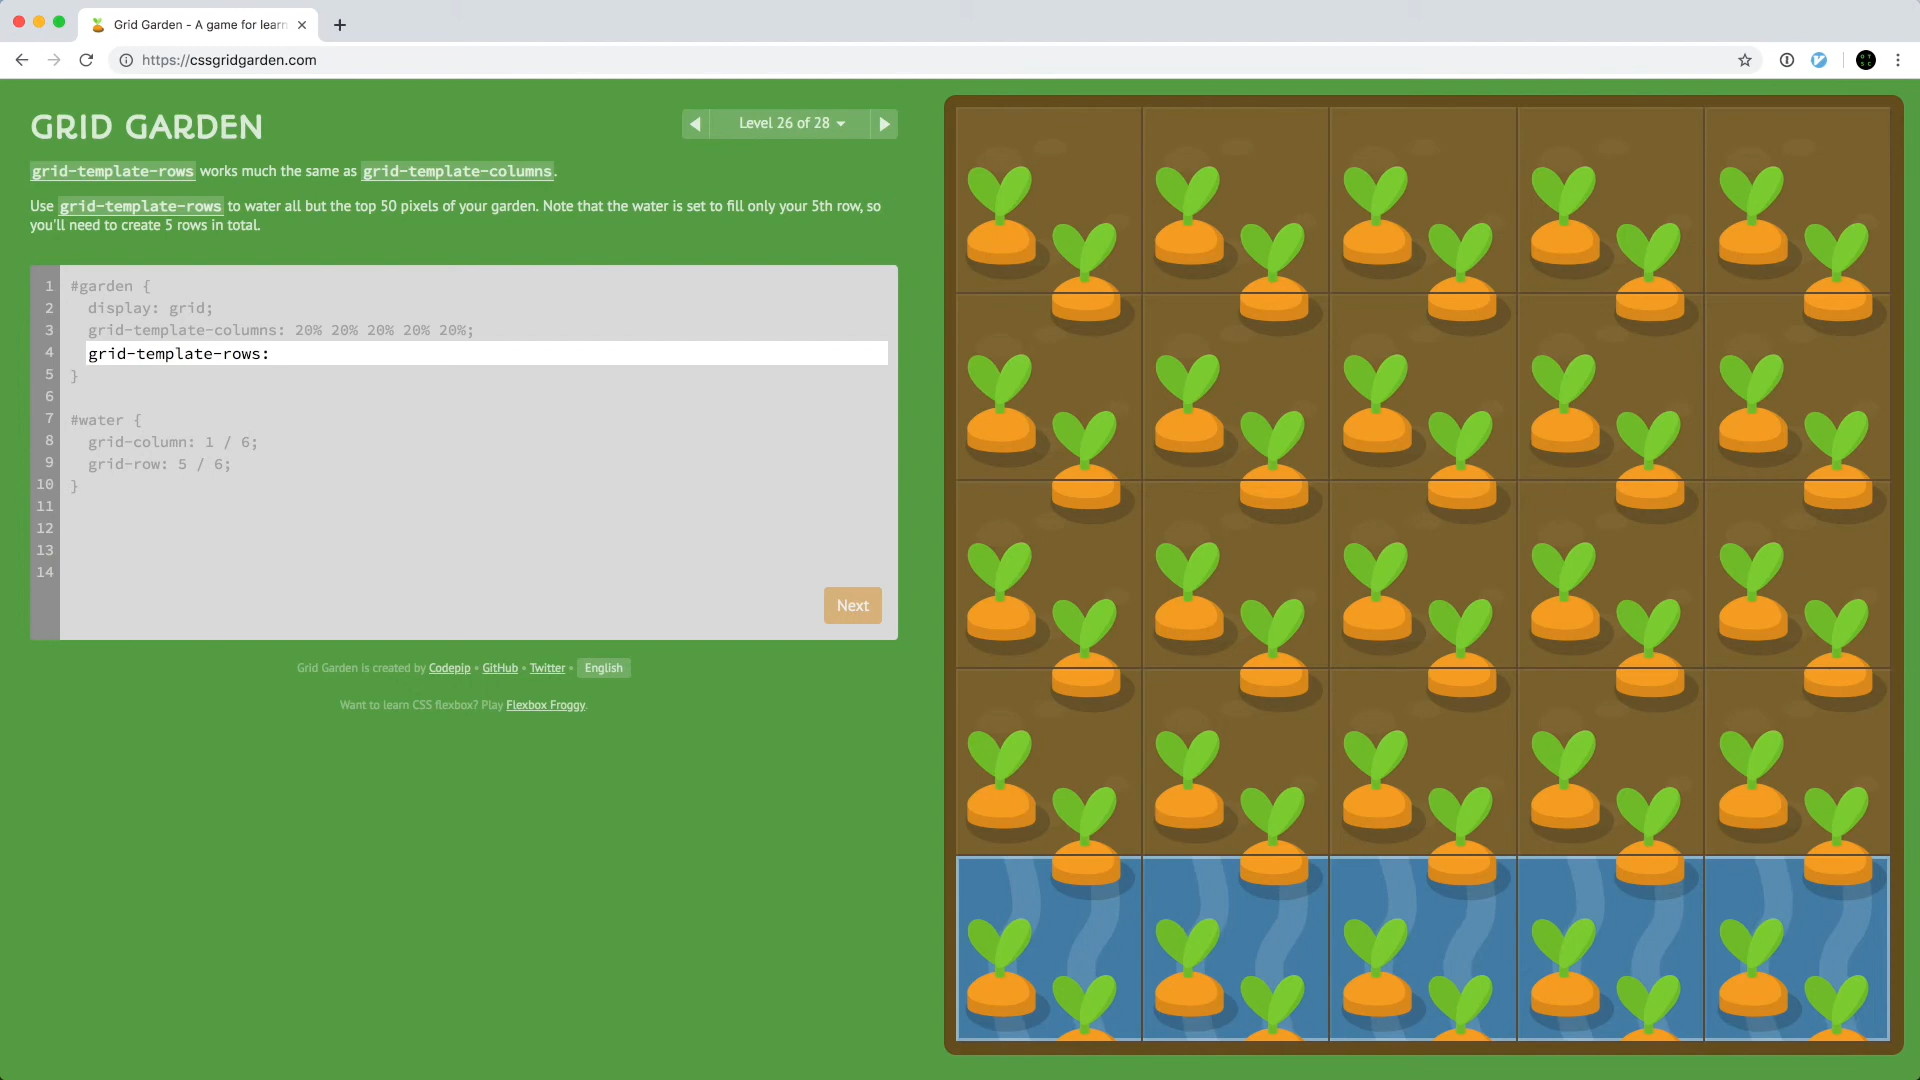 Grid Garden - A game for learn
https://cssgridgarden.com
GRID GARDEN
Level 26 of 28
grid-template-rows works much the same as grid-template-columns.
Use grid-template-rows to water all but the top 50 pixels of your garden. Note that the water is set to fill only your 5th row, so
you'll need to create 5 rows in total.
1 #garden {
2 display: grid;
3 grid-template-columns: 20% 20% 20% 20% 20%;
4 grid-template-rows:
5 }
6
7 #water {
8 grid-column: 1 / 6;
9 grid-row: 5 / 6;
10 }
11
12
13
14
Next
Grid Garden is created by Codepip • GitHub • Twitter • English
Want to learn CSS flexbox? Play Flexbox Froggy.